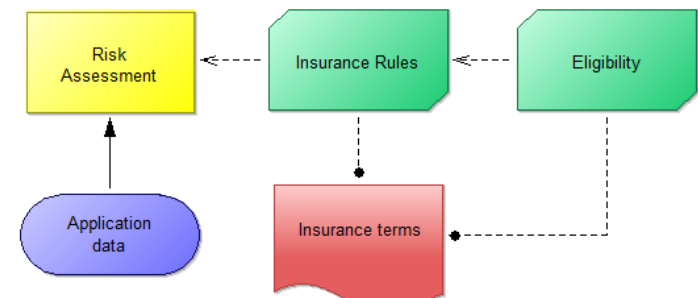 Risk
Assessment
Insurance Rules
Eligibility
Application
data
Insurance terms